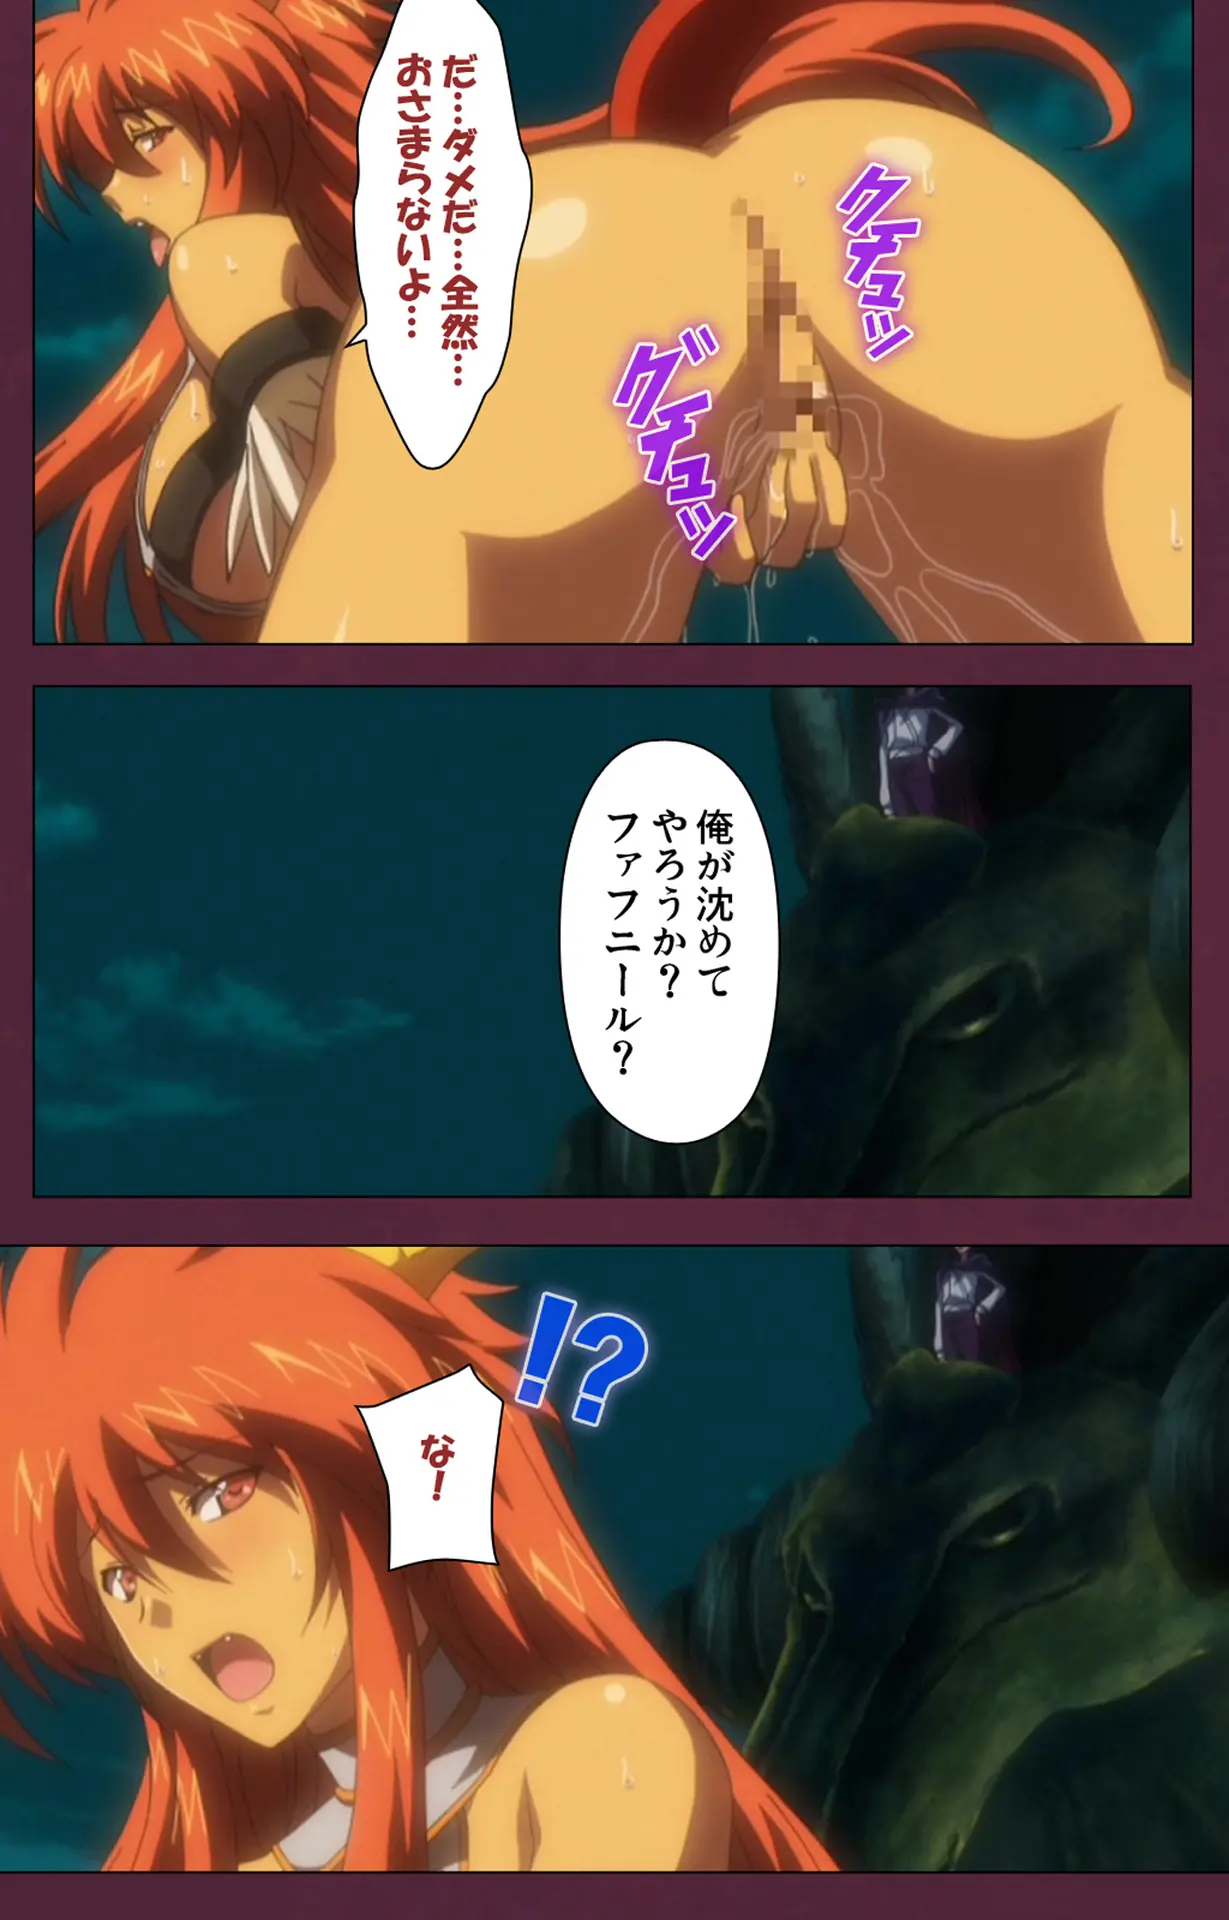 だ…ダメだ…全然…
おさまらないよ…
クチュッ
グチュッ
俺が沈めて
やろうか？
ファフニール？
!?
な！